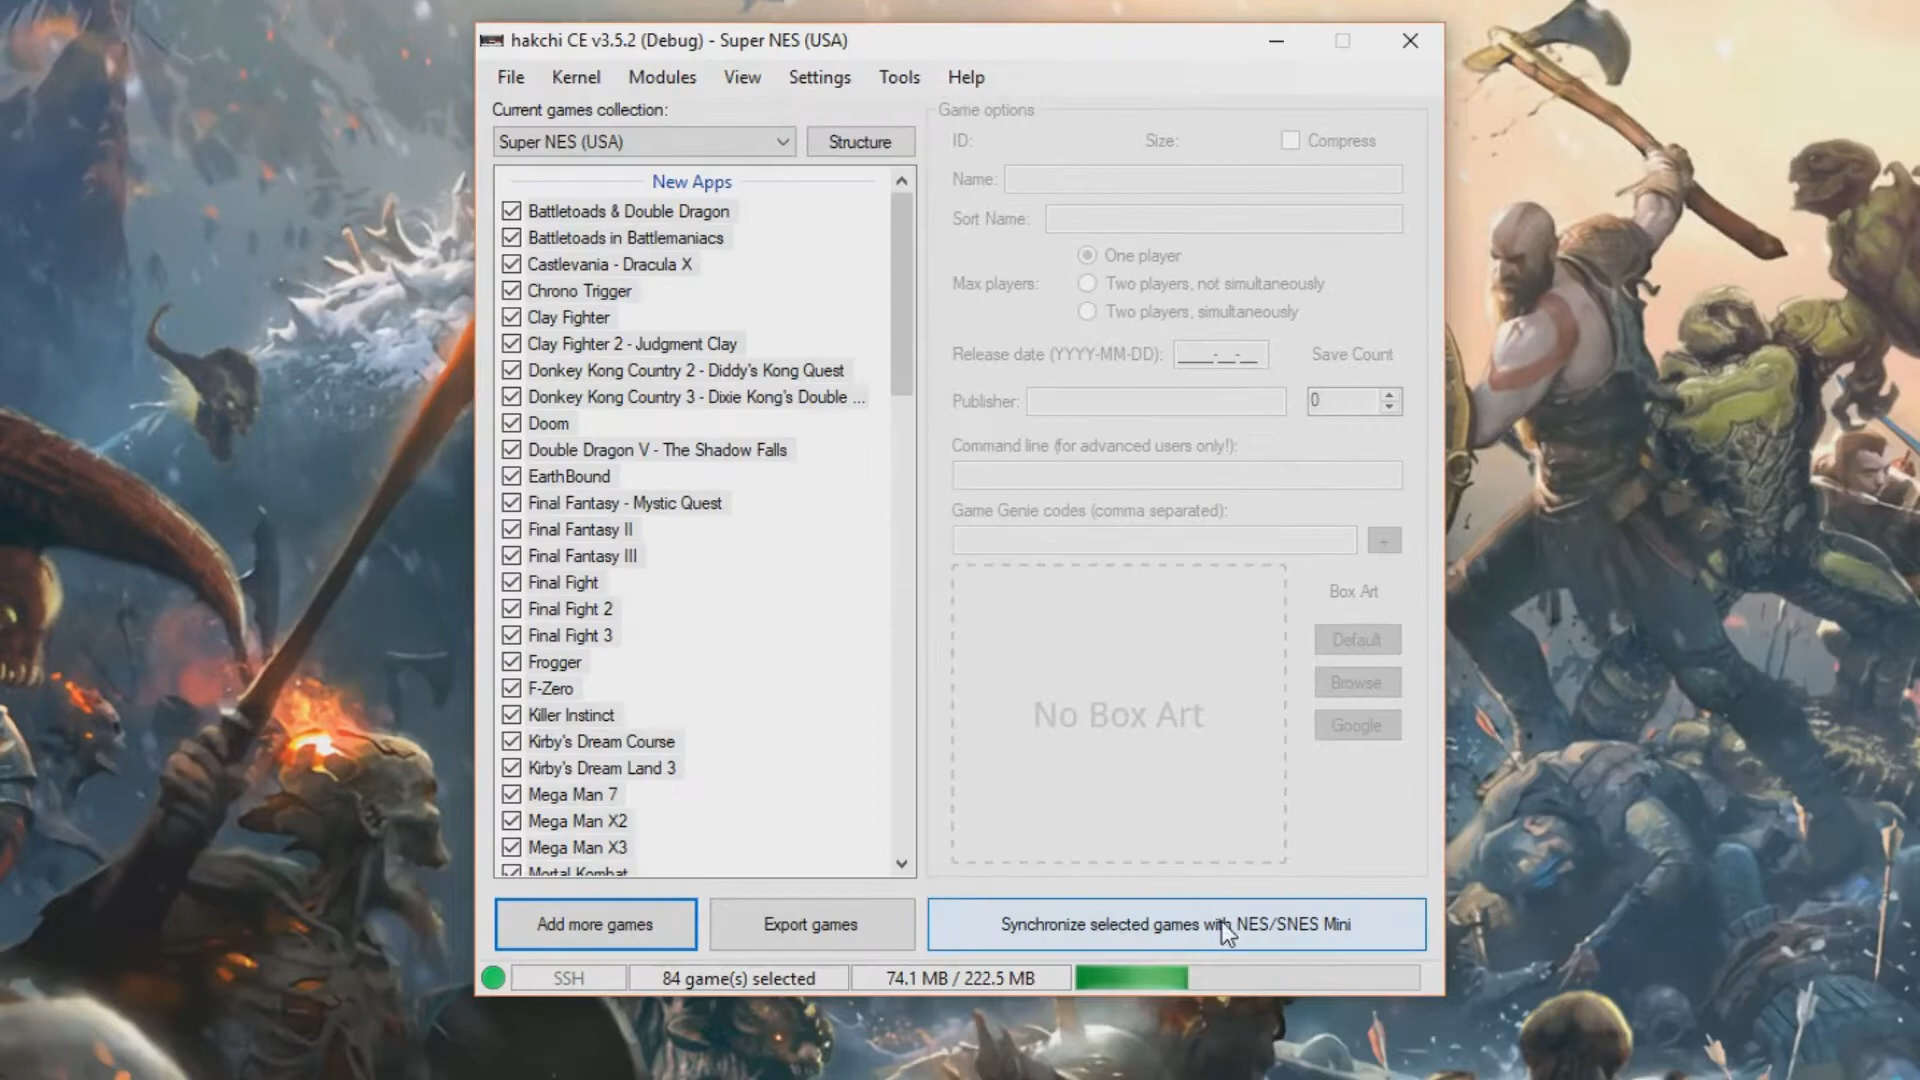 hakchi CE v3.5.2 (Debug) - Super NES (USA)
File Kernel Modules View Settings Tools Help
Current games collection:
Super NES (USA)
Structure
New Apps
Battletoads & Double Dragon
Battletoads in Battlemaniacs
Castlevania - Dracula X
Chrono Trigger
Clay Fighter
Clay Fighter 2 - Judgment Clay
Donkey Kong Country 2 - Diddy's Kong Quest
Donkey Kong Country 3 - Dixie Kong's Double ...
Doom
Double Dragon V - The Shadow Falls
EarthBound
Final Fantasy - Mystic Quest
Final Fantasy II
Final Fantasy III
Final Fight
Final Fight 2
Final Fight 3
Frogger
F-Zero
Killer Instinct
Kirby's Dream Course
Kirby's Dream Land 3
Mega Man 7
Mega Man X2
Mega Man X3
Mortal Kombat
Game options
ID: Size: Compress
Name:
Sort Name:
Max players:
One player
Two players, not simultaneously
Two players, simultaneously
Release date (YYYY-MM-DD): ____-__-__
Save Count
Publisher:
0
Command line (for advanced users only!):
Game Genie codes (comma separated):
+
No Box Art
Box Art
Default
Browse
Google
Add more games
Export games
Synchronize selected games with NES/SNES Mini
SSH
84 game(s) selected
74.1 MB / 222.5 MB